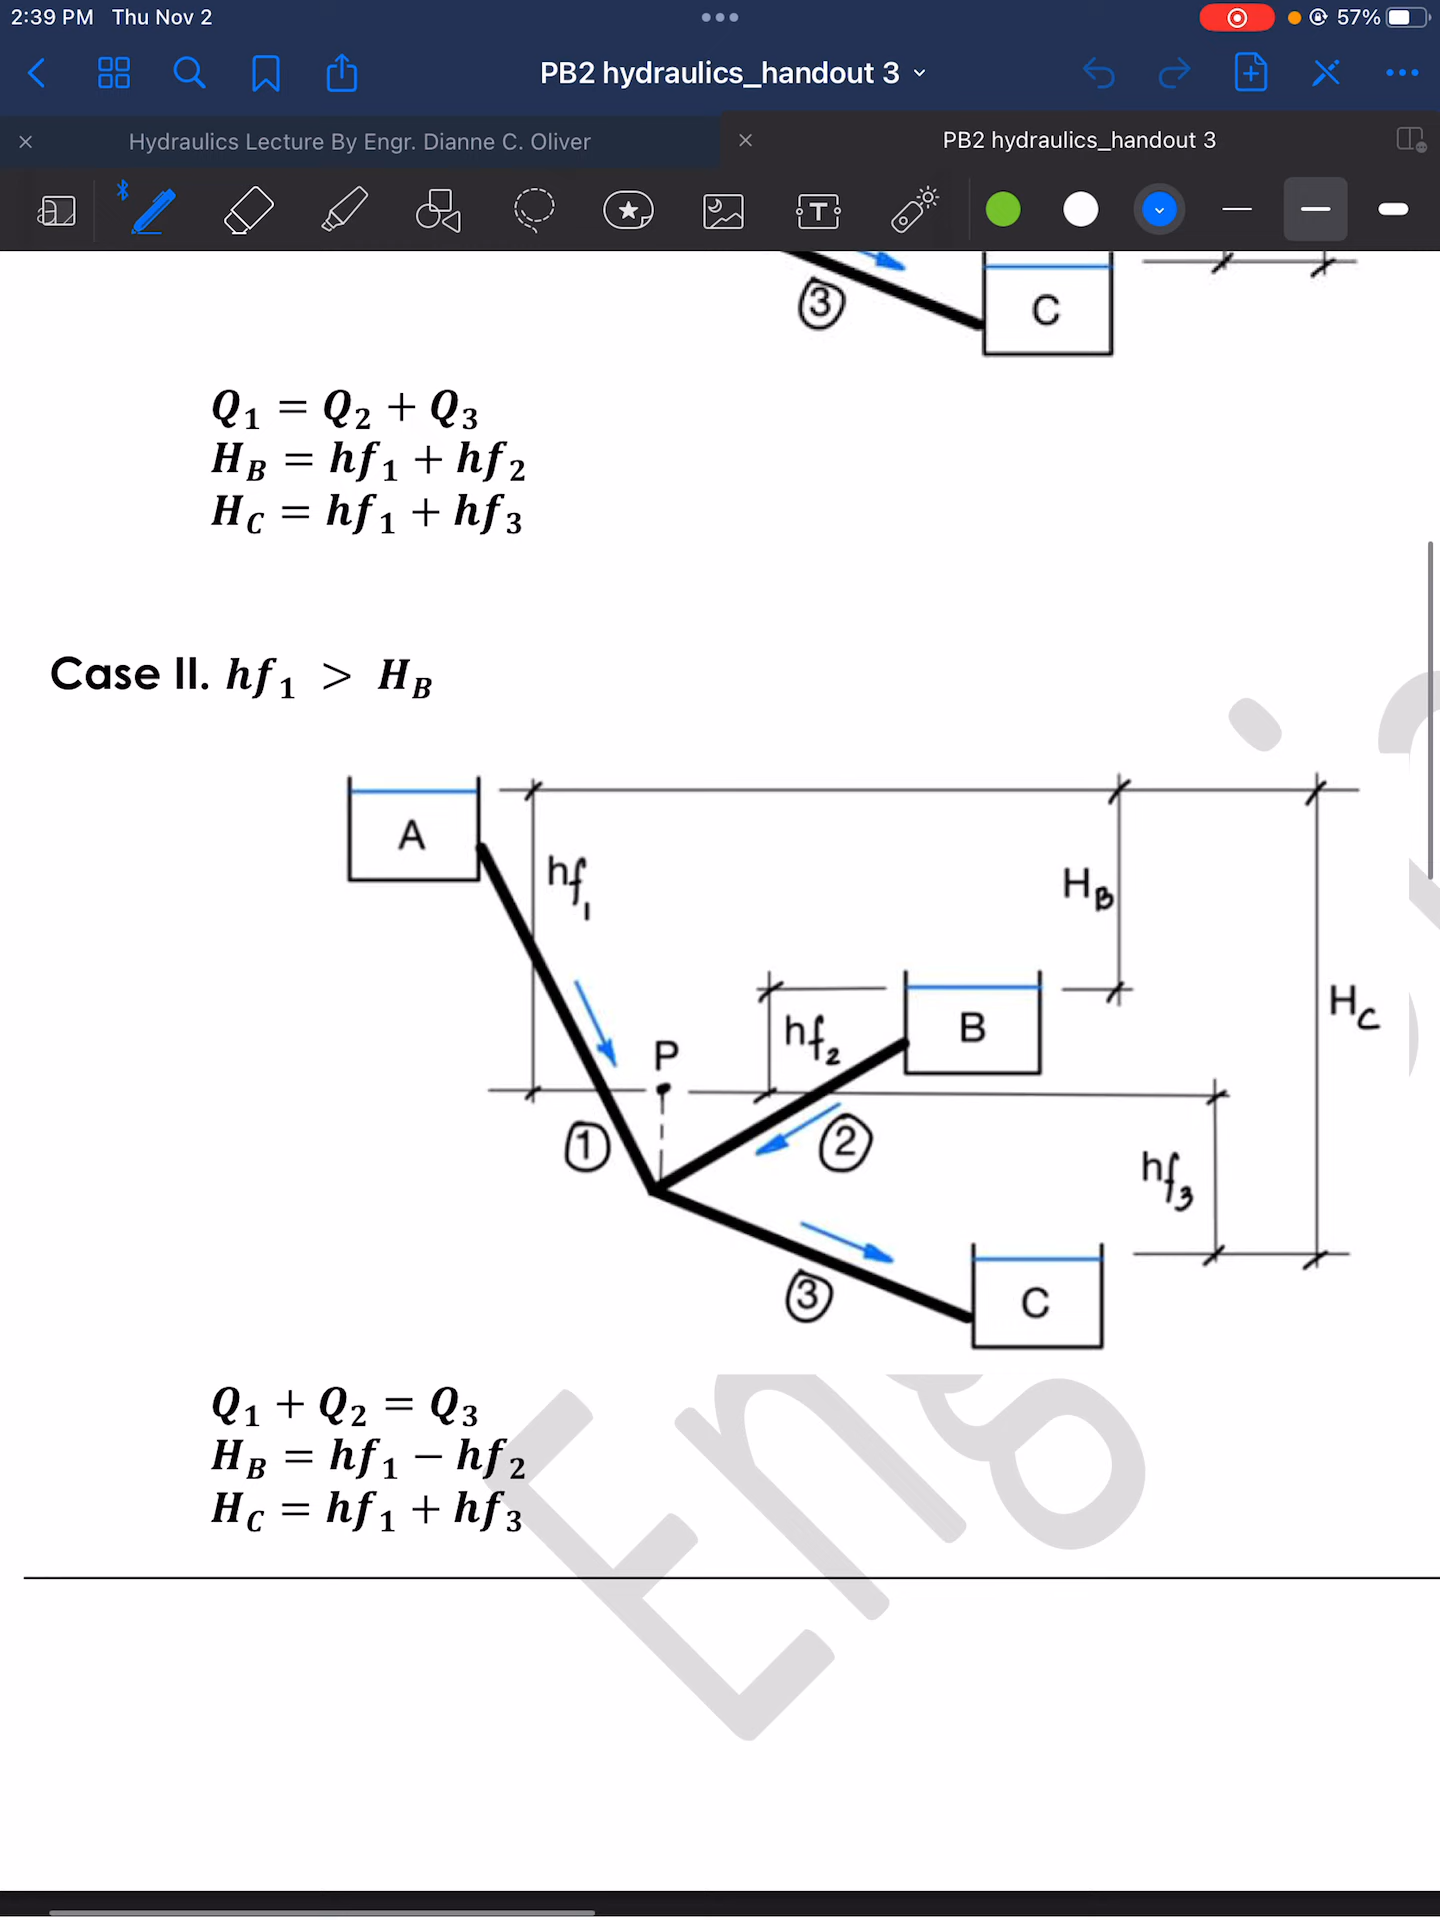 2:39 PM Thu Nov 2
57%
PB2 hydraulics_handout 3
Hydraulics Lecture By Engr. Dianne C. Oliver
PB2 hydraulics_handout 3
T
3
C
Q₁ = Q₂ + Q₃
H_B = hf₁ + hf₂
H_C = hf₁ + hf₃
Case II. hf₁ > H_B
A
hf₁
H_B
H_C
B
hf₂
P
1
2
hf₃
3
C
Q₁ + Q₂ = Q₃
H_B = hf₁ − hf₂
H_C = hf₁ + hf₃
Eng